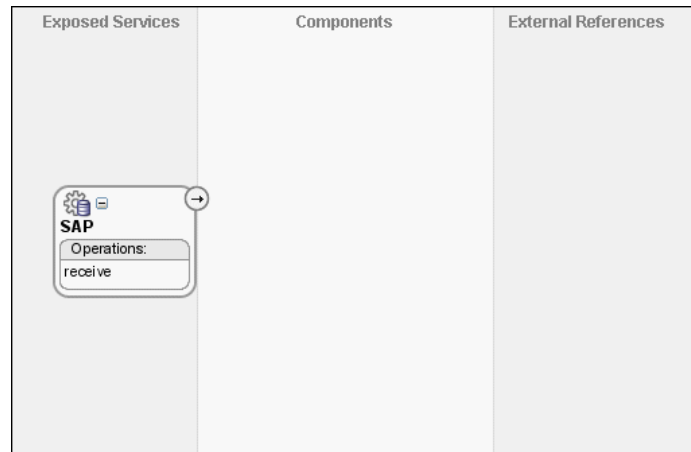 Exposed Services
Components
External References
SAP
Operations:
receive